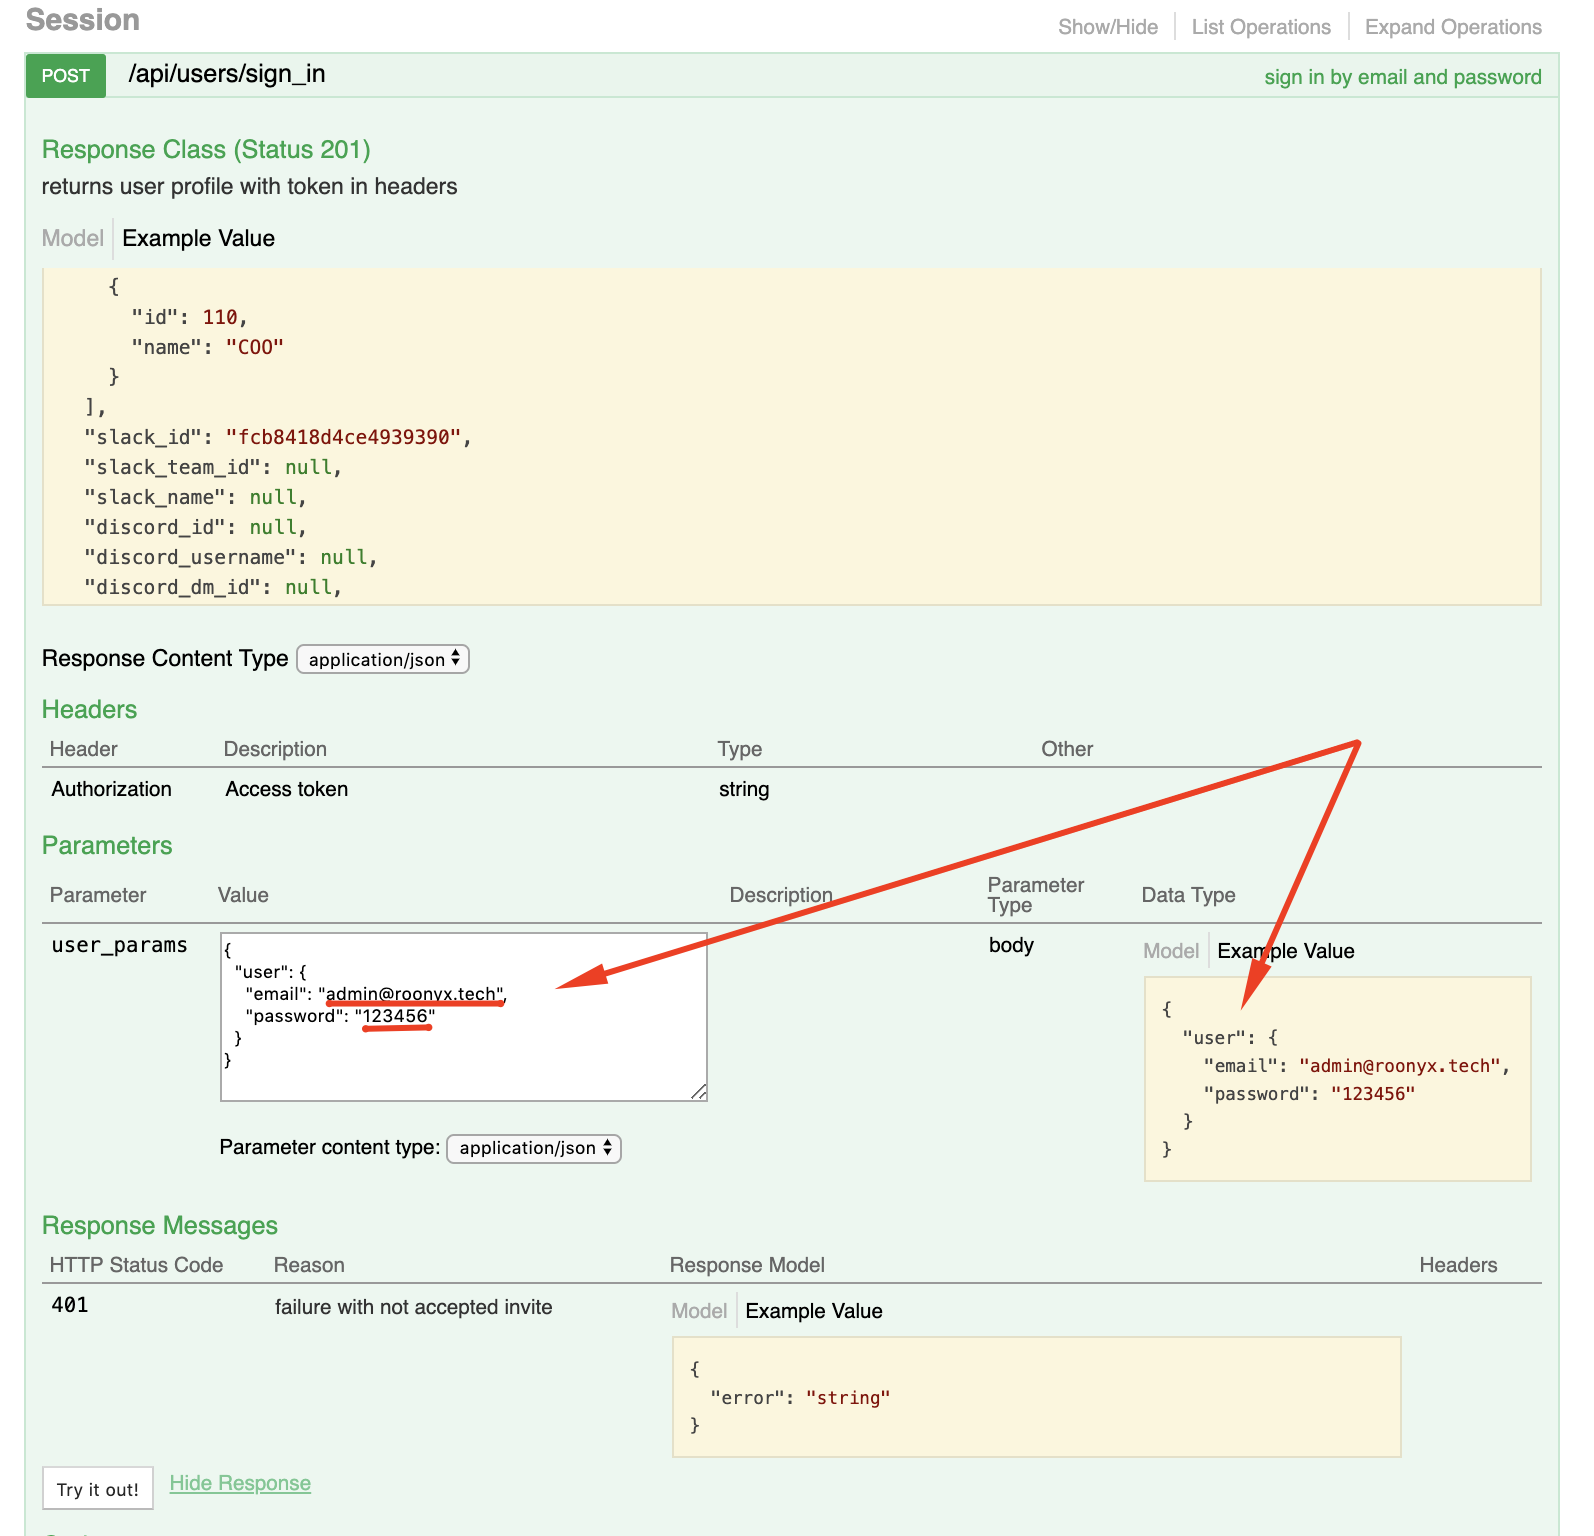 Session
Show/Hide List Operations Expand Operations
POST /api/users/sign_in sign in by email and password
Response Class (Status 201)
returns user profile with token in headers
Model Example Value
{
"id": 110,
"name": "COO"
}
],
"slack_id": "fcb8418d4ce4939390",
"slack_team_id": null,
"slack_name": null,
"discord_id": null,
"discord_username": null,
"discord_dm_id": null,
Response Content Type application/json
Headers
Header Description Type Other
Authorization Access token string
Parameters
Parameter Value Description Parameter Type Data Type
user_params
{
"user": {
"email": "admin@roonyx.tech",
"password": "123456"
}
}
Parameter content type: application/json
body
Model Example Value
{
"user": {
"email": "admin@roonyx.tech",
"password": "123456"
}
}
Response Messages
HTTP Status Code Reason Response Model Headers
401 failure with not accepted invite
Model Example Value
{
"error": "string"
}
Try it out! Hide Response